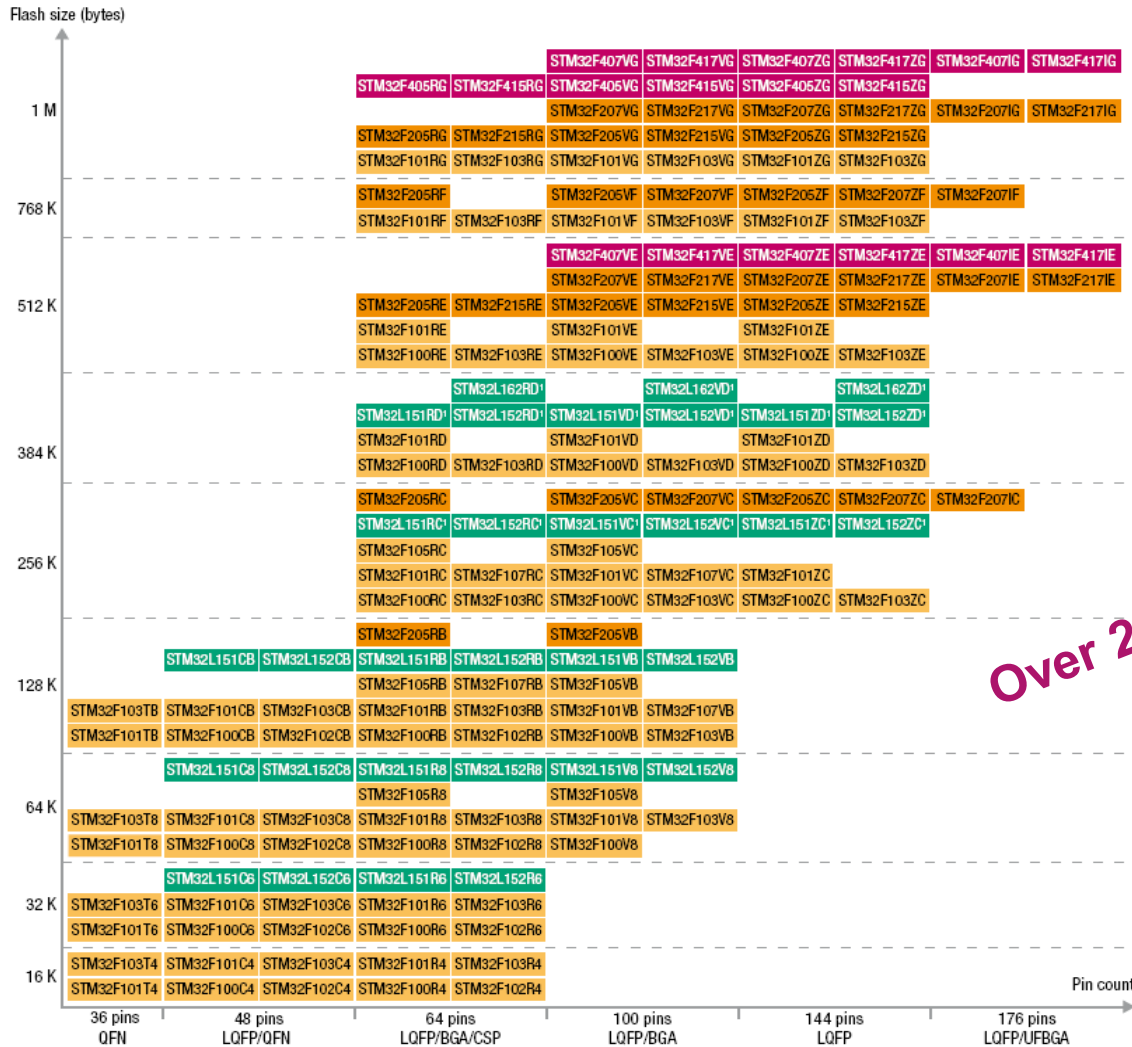 Flash size (bytes)
STM32F407VG STM32F417VG STM32F407ZG STM32F417ZG STM32F407IG STM32F417IG
STM32F405RG STM32F415RG STM32F405VG STM32F415VG STM32F405ZG STM32F415ZG
1 M STM32F207VG STM32F217VG STM32F207ZG STM32F217ZG STM32F207IG STM32F217IG
STM32F205RG STM32F215RG STM32F205VG STM32F215VG STM32F205ZG STM32F215ZG
STM32F101RG STM32F103RG STM32F101VG STM32F103VG STM32F101ZG STM32F103ZG
STM32F205RF STM32F205VF STM32F207VF STM32F205ZF STM32F207ZF STM32F207IF
768 K
STM32F101RF STM32F103RF STM32F101VF STM32F103VF STM32F101ZF STM32F103ZF
STM32F407VE STM32F417VE STM32F407ZE STM32F417ZE STM32F407IE STM32F417IE
STM32F207VE STM32F217VE STM32F207ZE STM32F217ZE STM32F207IE STM32F217IE
512 K STM32F205RE STM32F215RE STM32F205VE STM32F215VE STM32F205ZE STM32F215ZE
STM32F101RE STM32F101VE STM32F101ZE
STM32F100RE STM32F103RE STM32F100VE STM32F103VE STM32F100ZE STM32F103ZE
STM32L162RD¹ STM32L162VD¹ STM32L162ZD¹
STM32L151RD¹ STM32L152RD¹ STM32L151VD¹ STM32L152VD¹ STM32L151ZD¹ STM32L152ZD¹
STM32F101RD STM32F101VD STM32F101ZD
384 K
STM32F100RD STM32F103RD STM32F100VD STM32F103VD STM32F100ZD STM32F103ZD
STM32F205RC STM32F205VC STM32F207VC STM32F205ZC STM32F207ZC STM32F207IC
STM32L151RC¹ STM32L152RC¹ STM32L151VC¹ STM32L152VC¹ STM32L151ZC¹ STM32L152ZC¹
STM32F105RC STM32F105VC
256 K
STM32F101RC STM32F107RC STM32F101VC STM32F107VC STM32F101ZC
STM32F100RC STM32F103RC STM32F100VC STM32F103VC STM32F100ZC STM32F103ZC
STM32F205RB STM32F205VB
Over 2
STM32L151CB STM32L152CB STM32L151RB STM32L152RB STM32L151VB STM32L152VB
128 K STM32F105RB STM32F107RB STM32F105VB
STM32F103TB STM32F101CB STM32F103CB STM32F101RB STM32F103RB STM32F101VB STM32F107VB
STM32F101TB STM32F100CB STM32F102CB STM32F100RB STM32F102RB STM32F100VB STM32F103VB
STM32L151C8 STM32L152C8 STM32L151R8 STM32L152R8 STM32L151V8 STM32L152V8
STM32F105R8 STM32F105V8
64 K
STM32F103T8 STM32F101C8 STM32F103C8 STM32F101R8 STM32F103R8 STM32F101V8 STM32F103V8
STM32F101T8 STM32F100C8 STM32F102C8 STM32F100R8 STM32F102R8 STM32F100V8
STM32L151C6 STM32L152C6 STM32L151R6 STM32L152R6
32 K STM32F103T6 STM32F101C6 STM32F103C6 STM32F101R6 STM32F103R6
STM32F101T6 STM32F100C6 STM32F102C6 STM32F100R6 STM32F102R6
STM32F103T4 STM32F101C4 STM32F103C4 STM32F101R4 STM32F103R4
16 K
STM32F101T4 STM32F100C4 STM32F102C4 STM32F100R4 STM32F102R4
Pin count
36 pins 48 pins 64 pins 100 pins 144 pins 176 pins
QFN LQFP/QFN LQFP/BGA/CSP LQFP/BGA LQFP LQFP/UFBGA